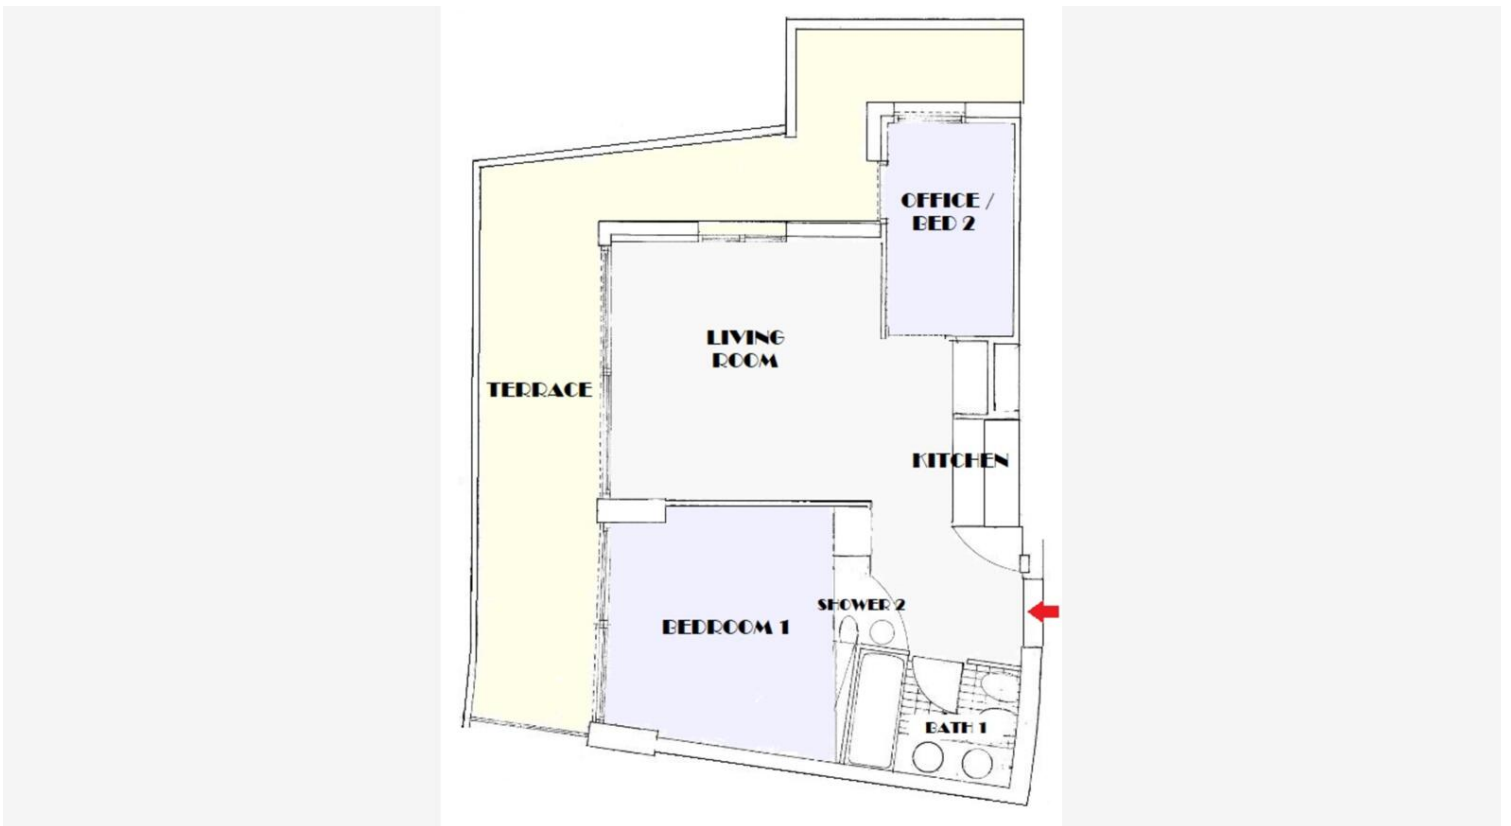 OFFICE /
BED 2
LIVING
ROOM
TERRACE
KITCHEN
SHOWER 2
BEDROOM 1
BATH 1